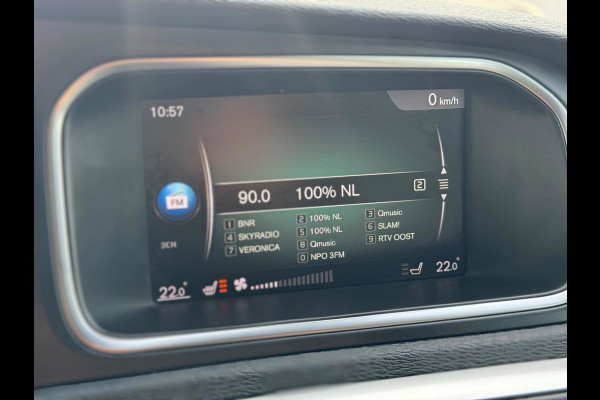 0 km/h
10:57
90.0 100% NL 2
FM
1 BNR 2 100% NL 3 Qmusic
4 SKYRADIO 5 100% NL 6 SLAM!
7 VERONICA 8 Qmusic 9 RTV OOST
0 NPO 3FM
3CH
22.0° 22.0°